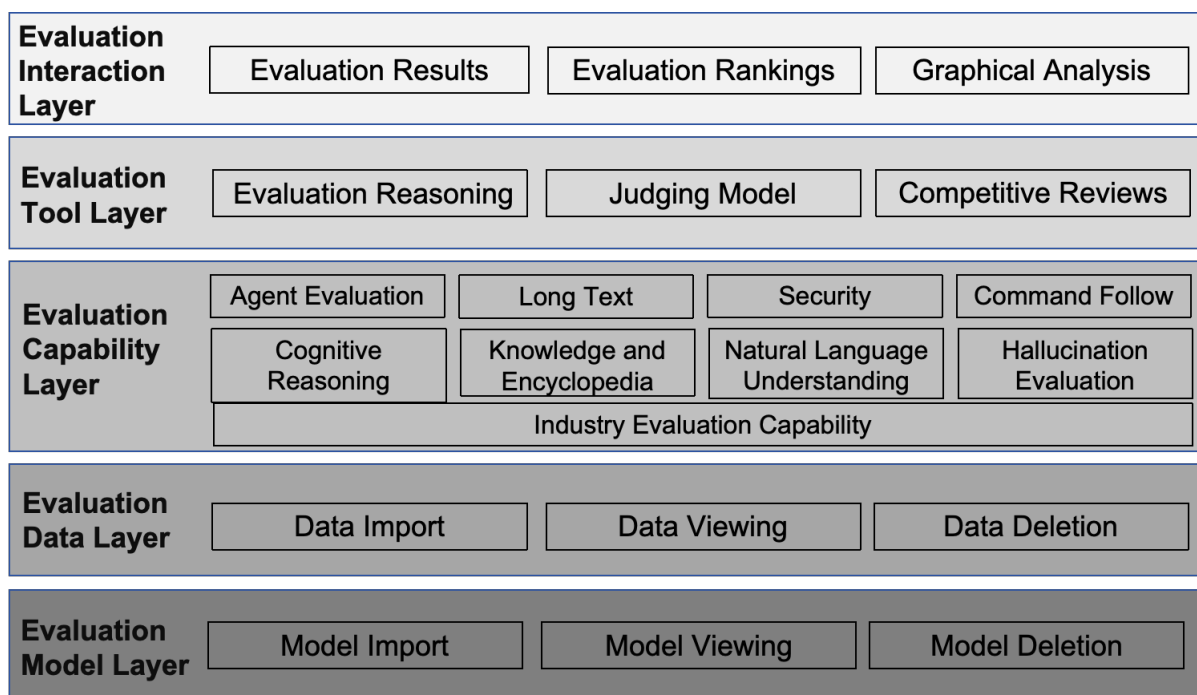 Evaluation
Interaction
Layer
Evaluation Results
Evaluation Rankings
Graphical Analysis
Evaluation
Tool Layer
Evaluation Reasoning
Judging Model
Competitive Reviews
Evaluation
Capability
Layer
Agent Evaluation
Long Text
Security
Command Follow
Cognitive
Reasoning
Knowledge and
Encyclopedia
Natural Language
Understanding
Hallucination
Evaluation
Industry Evaluation Capability
Evaluation
Data Layer
Data Import
Data Viewing
Data Deletion
Evaluation
Model Layer
Model Import
Model Viewing
Model Deletion